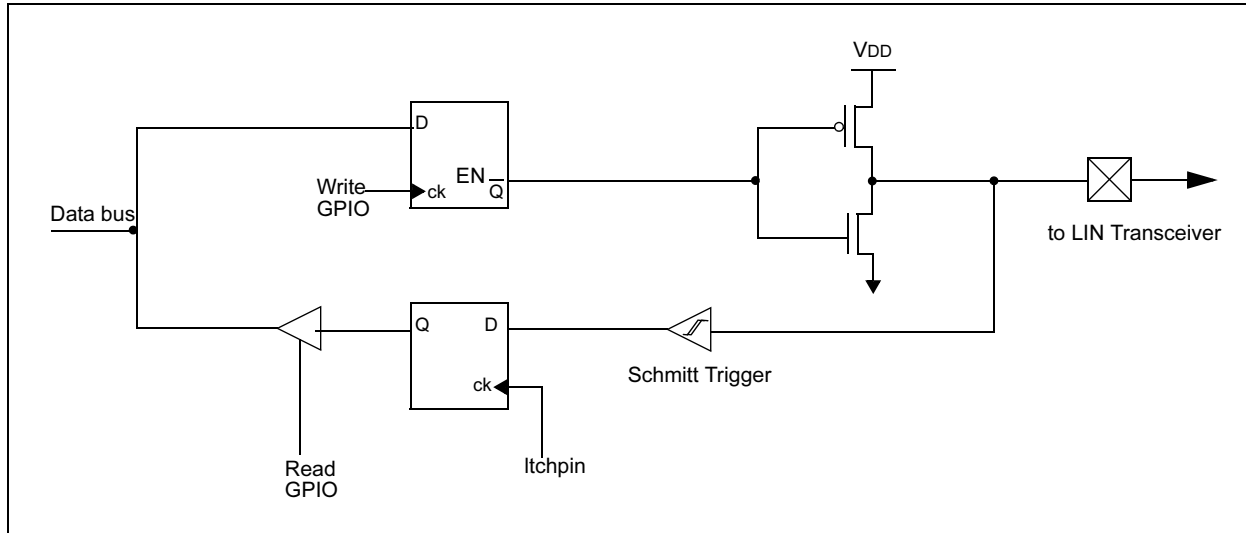 VDD
D
EN
Q
Write
GPIO
ck
Data bus
to LIN Transceiver
Q
D
Schmitt Trigger
ck
Read
GPIO
ltchpin